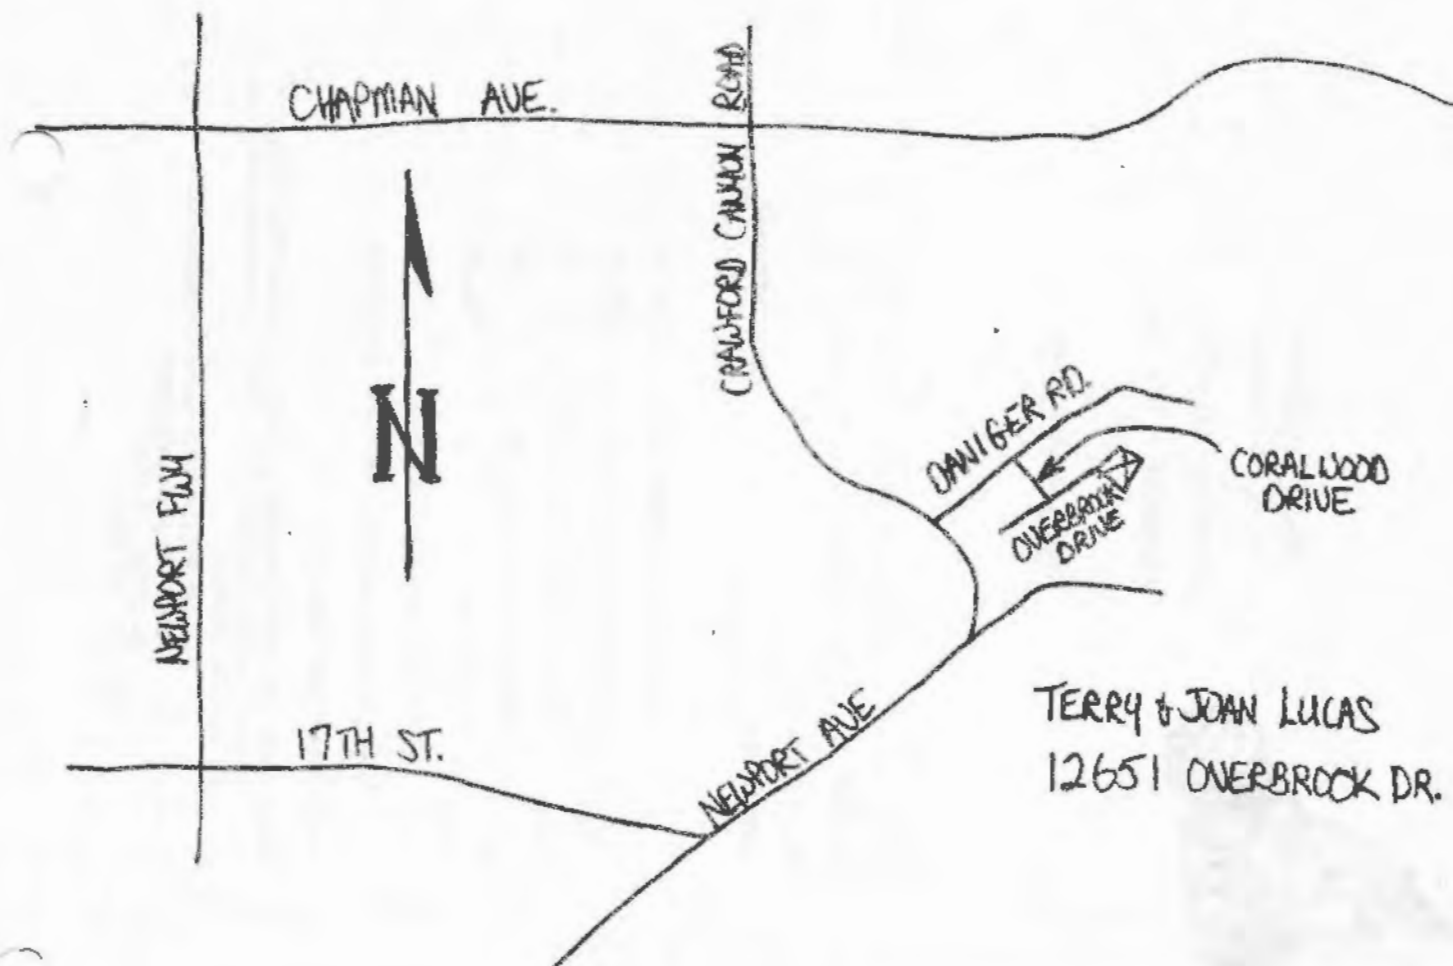 CHAPMAN AVE.
CRAWFORD CANYON ROAD
N
NEWPORT FWY
DANIGER RD.
CORALWOOD
DRIVE
OVERBROOK
DRIVE
17TH ST.
NEWPORT AVE
TERRY & JOAN LUCAS
12651 OVERBROOK DR.